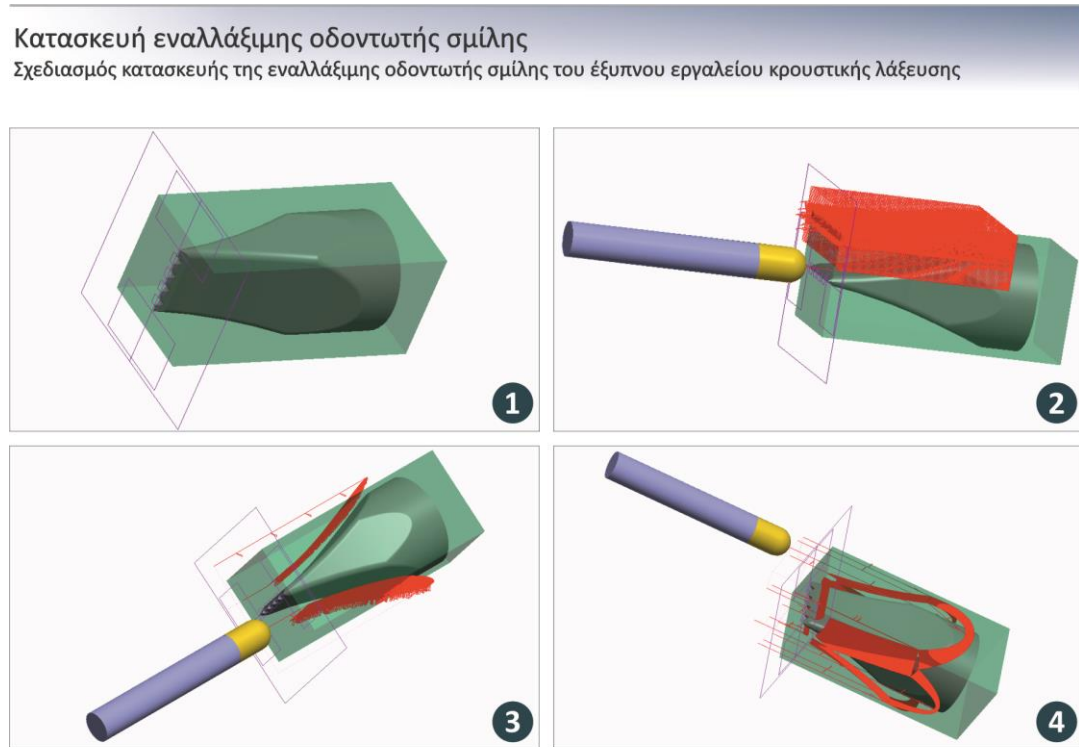 Κατασκευή εναλλάξιμης οδοντωτής σμίλης
Σχεδιασμός κατασκευής της εναλλάξιμης οδοντωτής σμίλης του έξυπνου εργαλείου κρουστικής λάξευσης
1
2
3
4